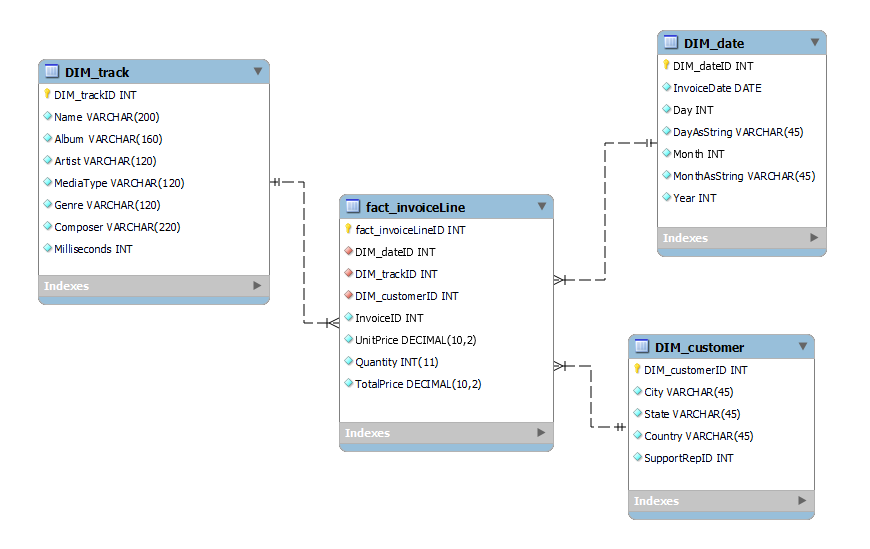 DIM_track
DIM_trackID INT
Name VARCHAR(200)
Album VARCHAR(160)
Artist VARCHAR(120)
MediaType VARCHAR(120)
Genre VARCHAR(120)
Composer VARCHAR(220)
Milliseconds INT
Indexes
fact_invoiceLine
fact_invoiceLineID INT
DIM_dateID INT
DIM_trackID INT
DIM_customerID INT
InvoiceID INT
UnitPrice DECIMAL(10,2)
Quantity INT(11)
TotalPrice DECIMAL(10,2)
Indexes
DIM_date
DIM_dateID INT
InvoiceDate DATE
Day INT
DayAsString VARCHAR(45)
Month INT
MonthAsString VARCHAR(45)
Year INT
Indexes
DIM_customer
DIM_customerID INT
City VARCHAR(45)
State VARCHAR(45)
Country VARCHAR(45)
SupportRepID INT
Indexes